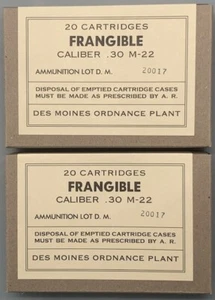 20 CARTRIDGES
FRANGIBLE
CALIBER .30 M-22
AMMUNITION LOT D. M. 20017
DISPOSAL OF EMPTIED CARTRIDGE CASES
MUST BE MADE AS PRESCRIBED BY A. R.
DES MOINES ORDNANCE PLANT
20 CARTRIDGES
FRANGIBLE
CALIBER .30 M-22
AMMUNITION LOT D. M. 20017
DISPOSAL OF EMPTIED CARTRIDGE CASES
MUST BE MADE AS PRESCRIBED BY A. R.
DES MOINES ORDNANCE PLANT